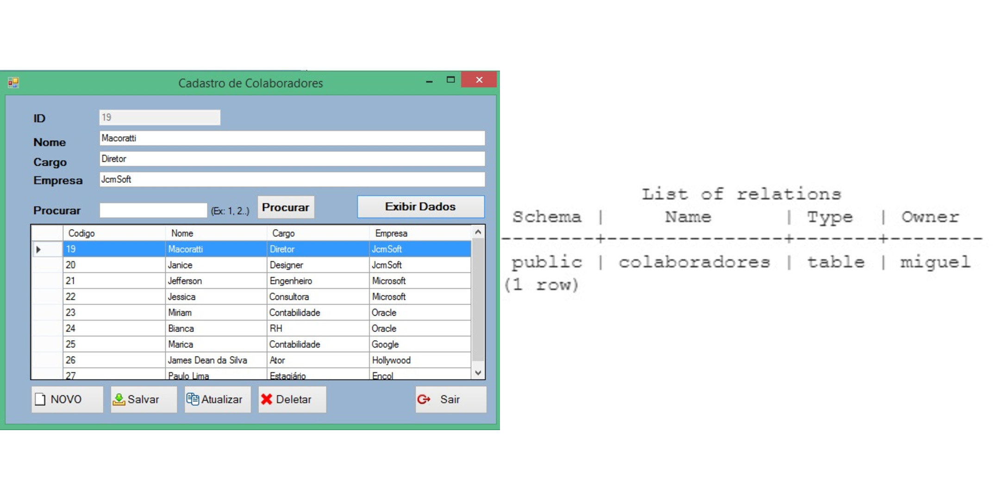 Cadastro de Colaboradores
ID 19
Nome Macoratti
Cargo Diretor
Empresa JcmSoft
Procurar (Ex: 1, 2..) Procurar Exibir Dados
Codigo Nome Cargo Empresa
19 Macoratti Diretor JcmSoft
20 Janice Designer JcmSoft
21 Jefferson Engenheiro Microsoft
22 Jessica Consultora Microsoft
23 Miriam Contabilidade Oracle
24 Bianca RH Oracle
25 Marica Contabilidade Google
26 James Dean da Silva Ator Hollywood
27 Paulo Lima Estagiário Encol
NOVO Salvar Atualizar Deletar Sair
List of relations
Schema | Name | Type | Owner
--------+---------------+-------+--------
public | colaboradores | table | miguel
(1 row)